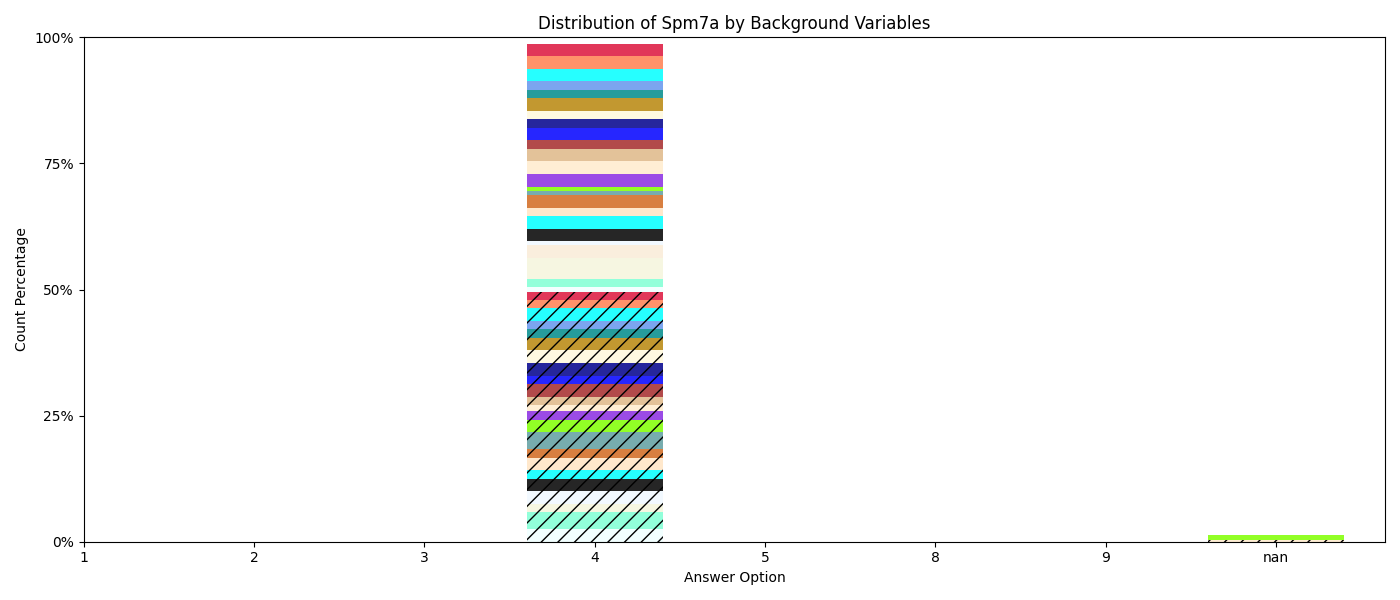 Distribution of Spm7a by Background Variables
100%
75%
50%
25%
0%
Count Percentage
1 2 3 4 5 8 9 nan
Answer Option